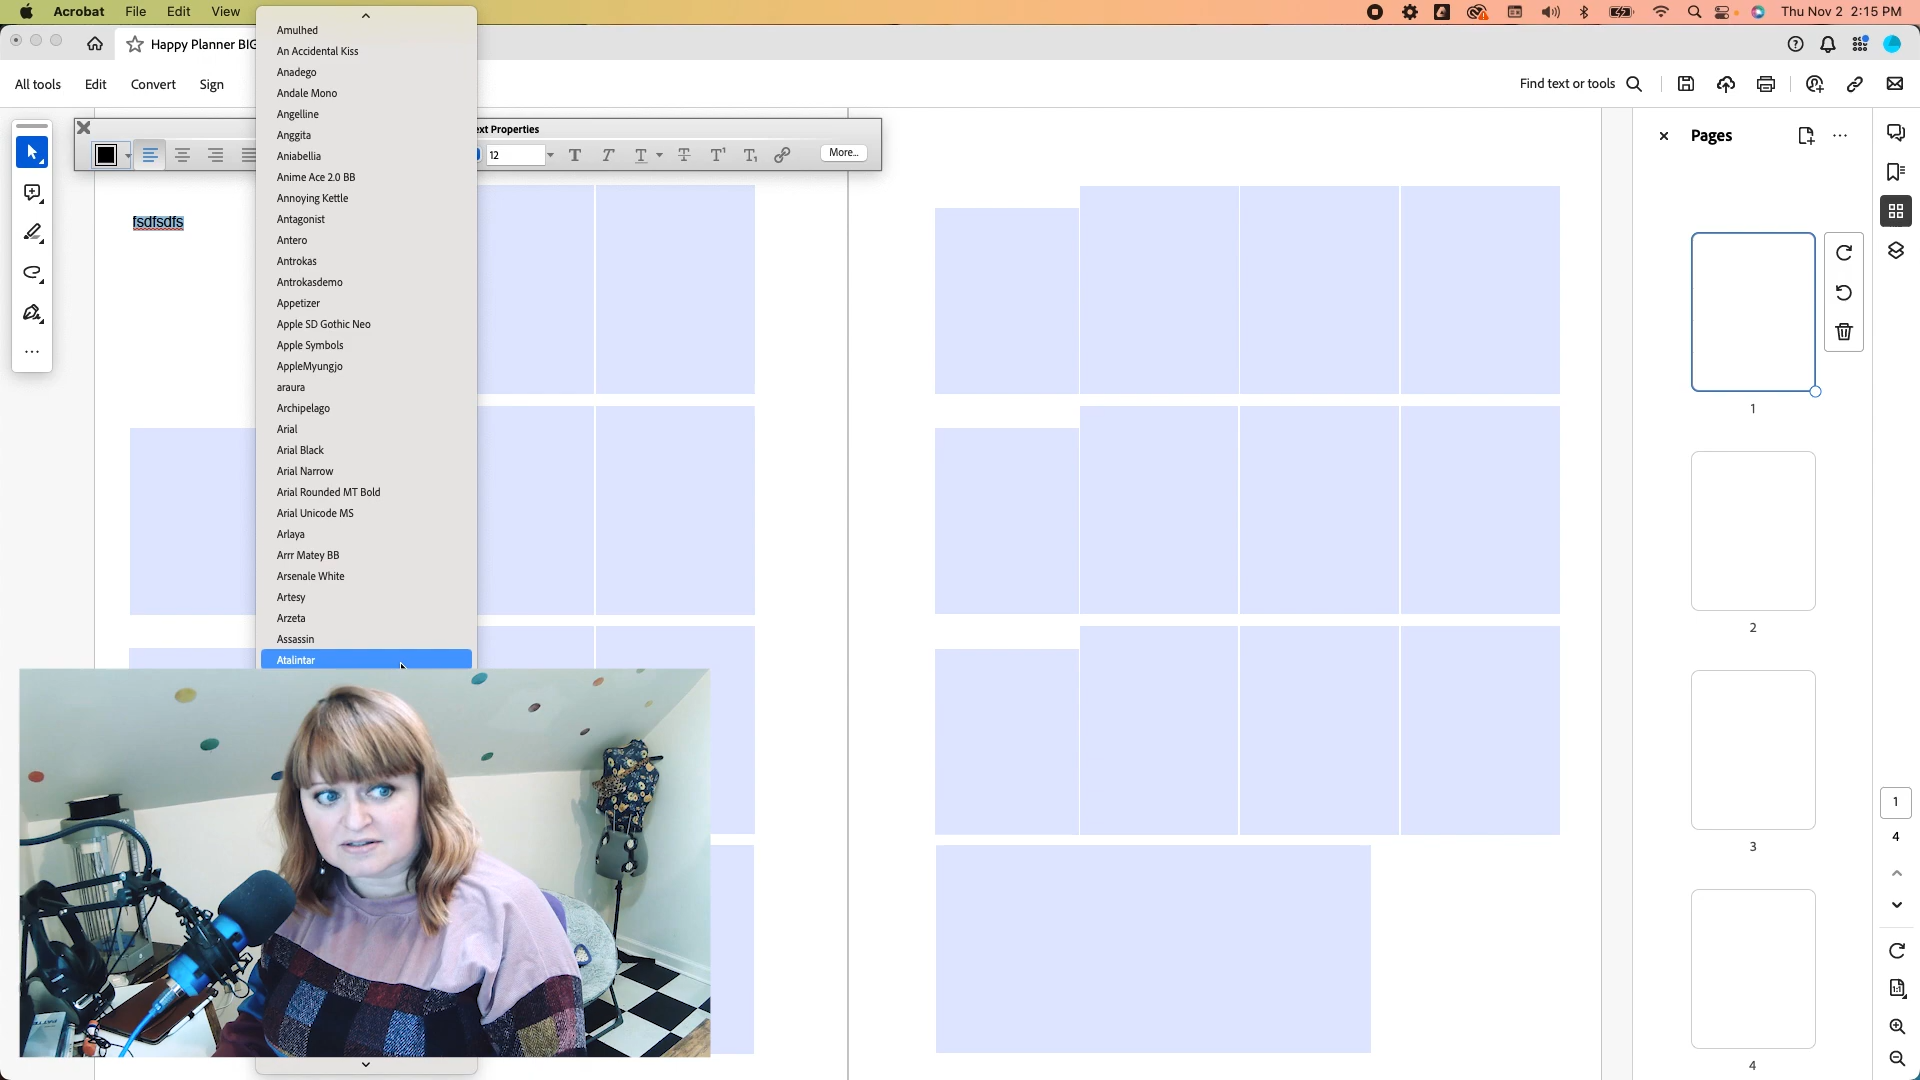 Acrobat File Edit View Thu Nov 2 2:15 PM
Happy Planner BIG
All tools Edit Convert Sign Find text or tools
ext Properties
12 More...
fsdfsdfs
Amulhed
An Accidental Kiss
Anadego
Andale Mono
Angelline
Anggita
Aniabellia
Anime Ace 2.0 BB
Annoying Kettle
Antagonist
Antero
Antrokas
Antrokasdemo
Appetizer
Apple SD Gothic Neo
Apple Symbols
AppleMyungjo
araura
Archipelago
Arial
Arial Black
Arial Narrow
Arial Rounded MT Bold
Arial Unicode MS
Arlaya
Arrr Matey BB
Arsenale White
Artesy
Arzeta
Assassin
Atalintar
Pages
1
2
3
4
1
4